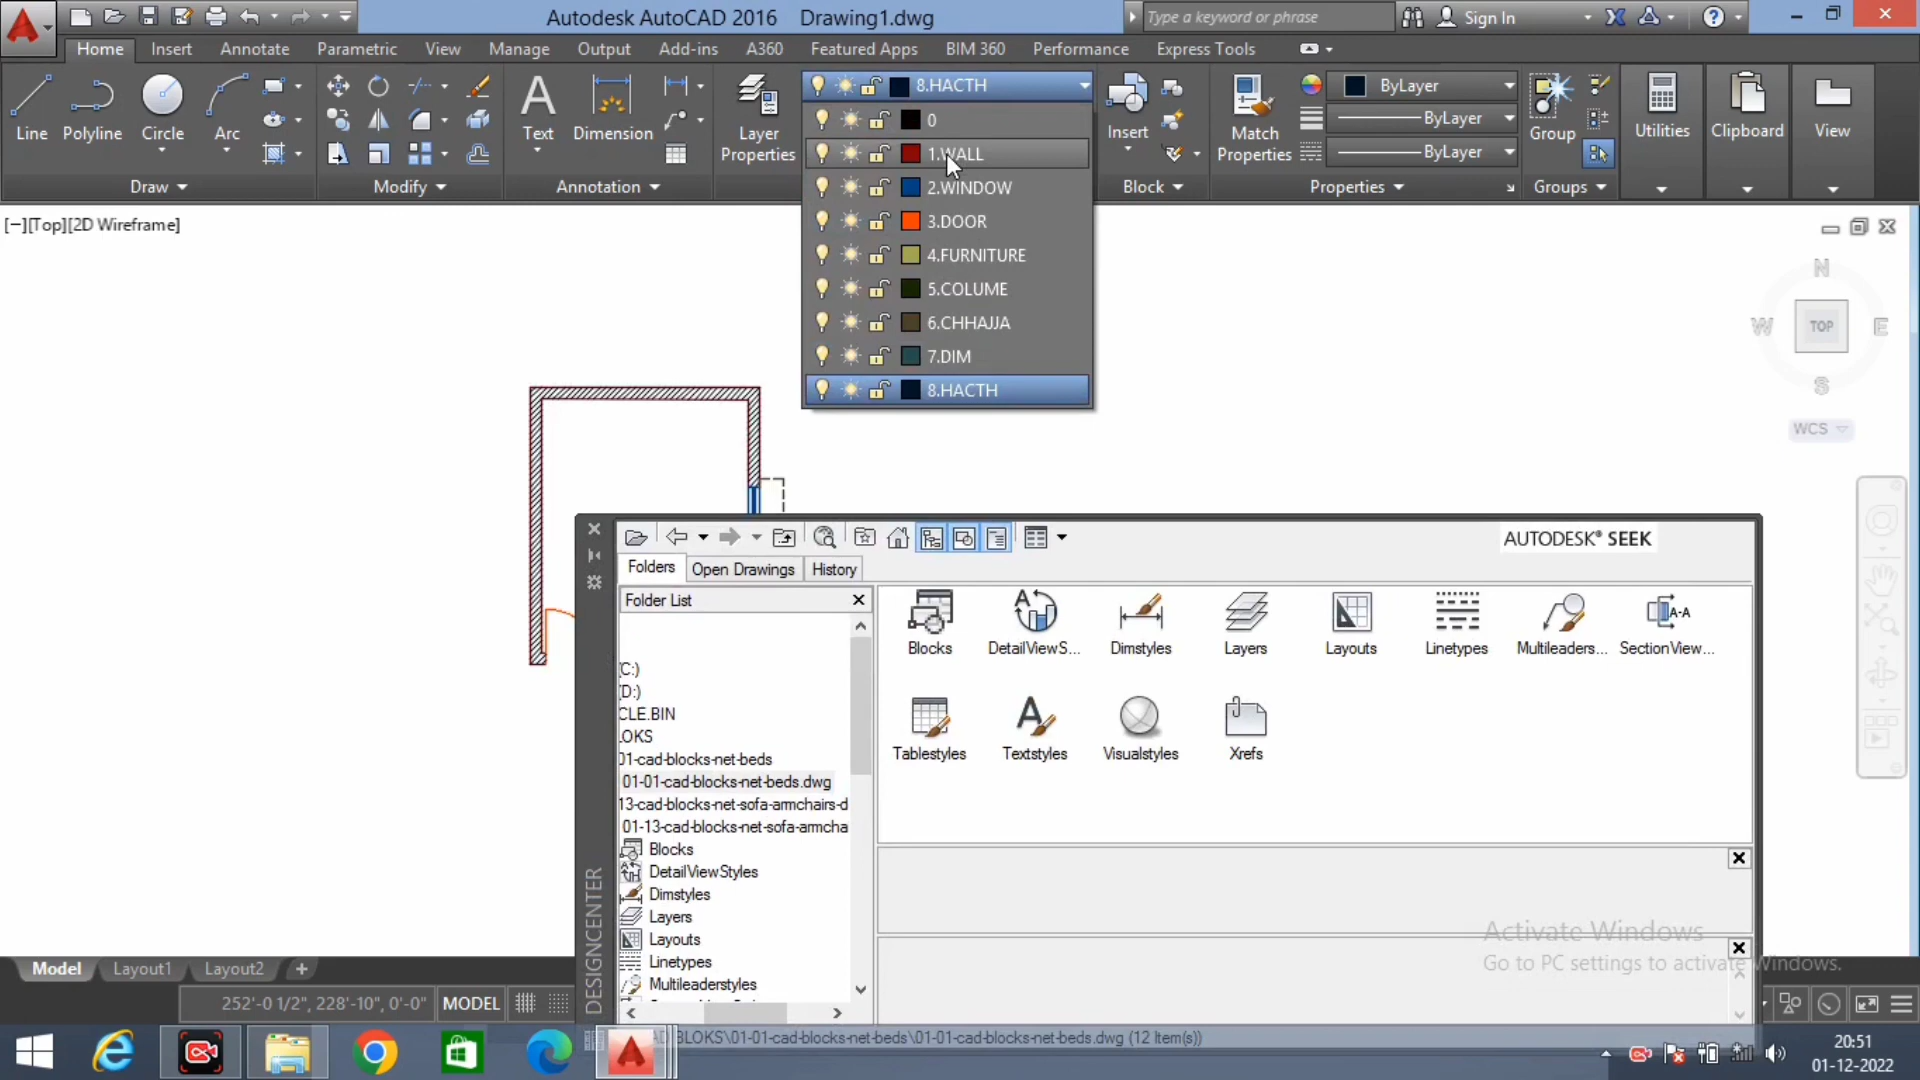 Autodesk AutoCAD 2016 Drawing1.dwg
Type a keyword or phrase
Sign In
Home Insert Annotate Parametric View Manage Output Add-ins A360 Featured Apps BIM 360 Performance Express Tools
Line Polyline Circle Arc
Text Dimension
Layer Properties
8.HACTH
0
1.WALL
2.WINDOW
3.DOOR
4.FURNITURE
5.COLUME
6.CHHAJJA
7.DIM
8.HACTH
Insert
Match Properties
ByLayer
ByLayer
ByLayer
Group
Utilities
Clipboard
View
Draw Modify Annotation Block Properties Groups
[−][Top][2D Wireframe]
N
W TOP E
S
WCS
AUTODESK® SEEK
Folders Open Drawings History
Folder List
(C:)
(D:)
CLE.BIN
OKS
01-cad-blocks-net-beds
01-01-cad-blocks-net-beds.dwg
13-cad-blocks-net-sofa-armchairs-d
01-13-cad-blocks-net-sofa-armcha
Blocks
DetailViewStyles
Dimstyles
Layers
Layouts
Linetypes
Multileaderstyles
Blocks DetailViewS... Dimstyles Layers Layouts Linetypes Multileaders... SectionView...
Tablestyles Textstyles Visualstyles Xrefs
DESIGNCENTER
Activate Windows
Go to PC settings to activate Windows.
Model Layout1 Layout2
252'-0 1/2", 228'-10", 0'-0" MODEL
BLOKS\01-01-cad-blocks-net-beds\01-01-cad-blocks-net-beds.dwg (12 Item(s))
20:51
01-12-2022